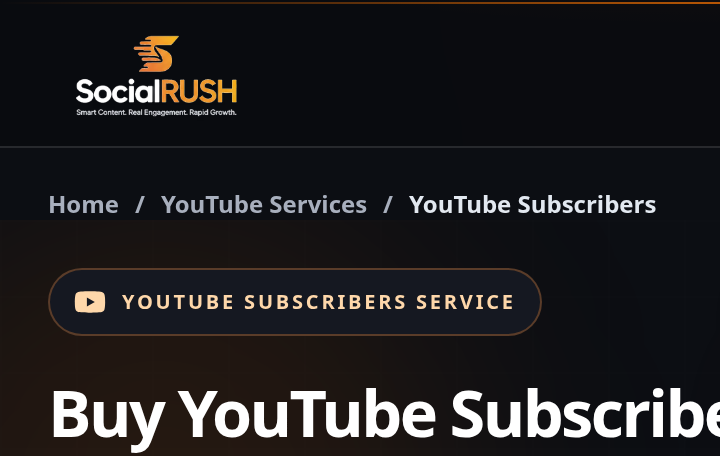 SocialRUSH
Smart Content. Real Engagement. Rapid Growth.
Home / YouTube Services / YouTube Subscribers
YOUTUBE SUBSCRIBERS SERVICE
Buy YouTube Subscribe